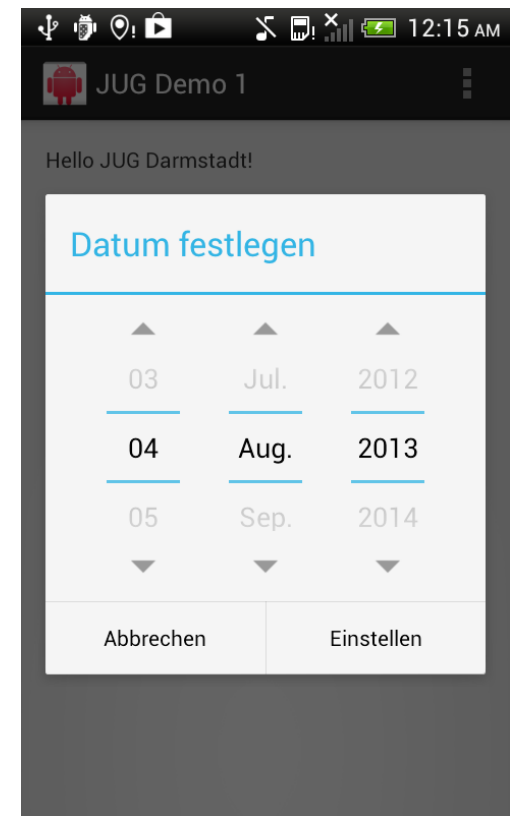 12:15 AM
JUG Demo 1
Hello JUG Darmstadt!
Datum festlegen
03 Jul. 2012
04 Aug. 2013
05 Sep. 2014
Abbrechen Einstellen